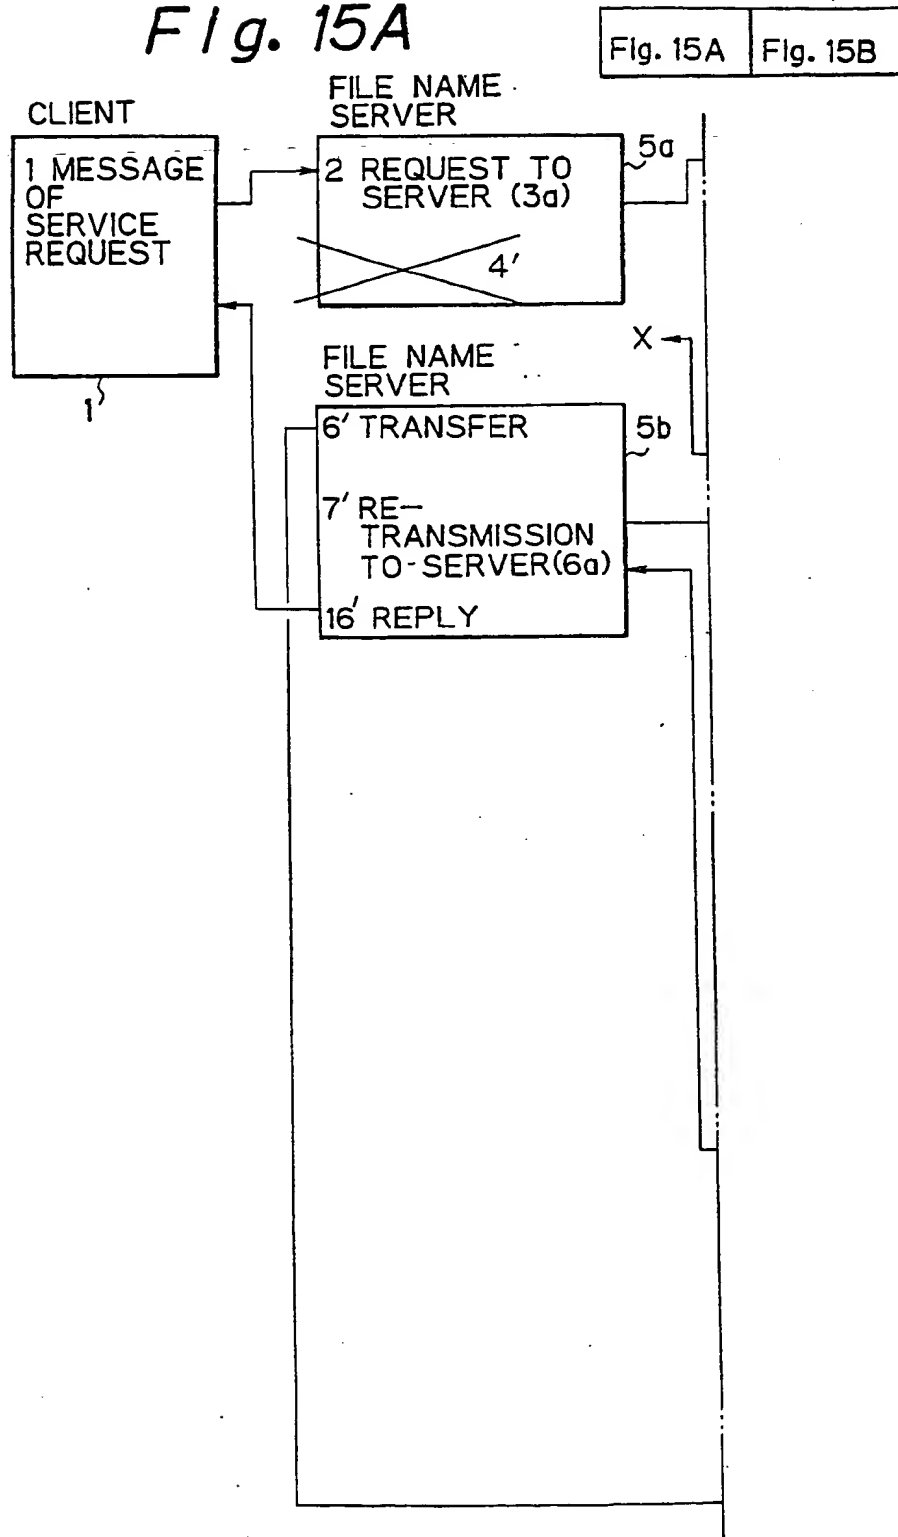 Fig. 15A
Fig. 15A
Fig. 15B
CLIENT
1 MESSAGE
OF
SERVICE
REQUEST
1'
FILE NAME
SERVER
2 REQUEST TO
SERVER (3a)
4'
5a
X
FILE NAME
SERVER
6' TRANSFER
7' RE-
TRANSMISSION
TO-SERVER(6a)
16' REPLY
5b